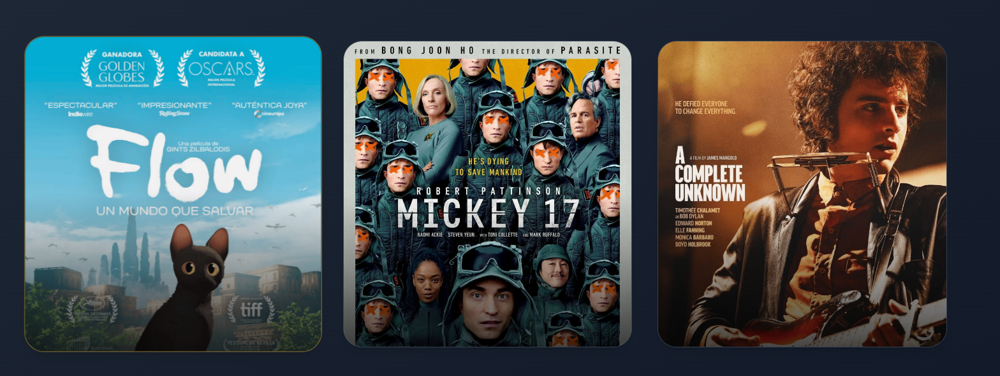 GANADORA
GOLDEN
GLOBES
MEJOR PELÍCULA DE ANIMACIÓN
CANDIDATA A
OSCARS
MEJOR PELÍCULA
INTERNACIONAL
"ESPECTACULAR"
IndieWire
"IMPRESIONANTE"
RollingStone
"AUTÉNTICA JOYA"
cineuropa
Una película de
GINTS ZILBALODIS
Flow
UN MUNDO QUE SALVAR
FESTIVAL DE CANNES
tiff
FESTIVAL DE SEVILLA
EUROPEAN
FROM BONG JOON HO THE DIRECTOR OF PARASITE
HE'S DYING
TO SAVE MANKIND
ROBERT PATTINSON
MICKEY 17
NAOMI ACKIE STEVEN YEUN WITH TONI COLLETTE AND MARK RUFFALO
HE DEFIED EVERYONE
TO CHANGE EVERYTHING.
A FILM BY JAMES MANGOLD
A
COMPLETE
UNKNOWN
TIMOTHÉE CHALAMET
as BOB DYLAN
EDWARD NORTON
ELLE FANNING
MONICA BARBARO
BOYD HOLBROOK